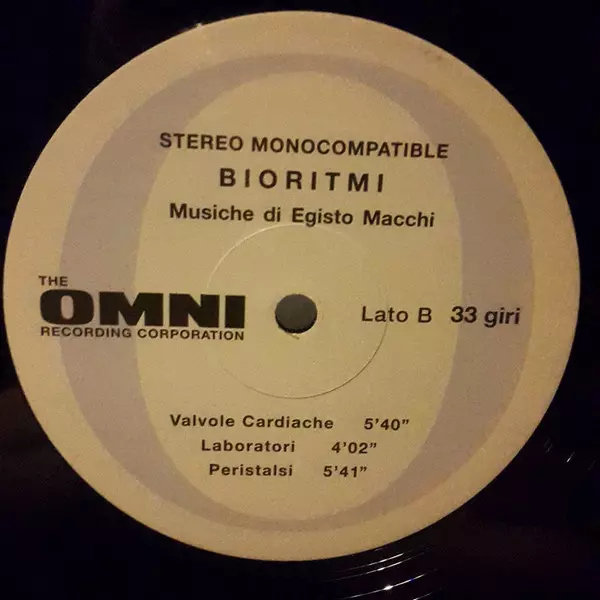 STEREO MONOCOMPATIBLE
BIORITMI
Musiche di Egisto Macchi
THE
OMNI
RECORDING CORPORATION
Lato B 33 giri
Valvole Cardiache 5'40"
Laboratori 4'02"
Peristalsi 5'41"